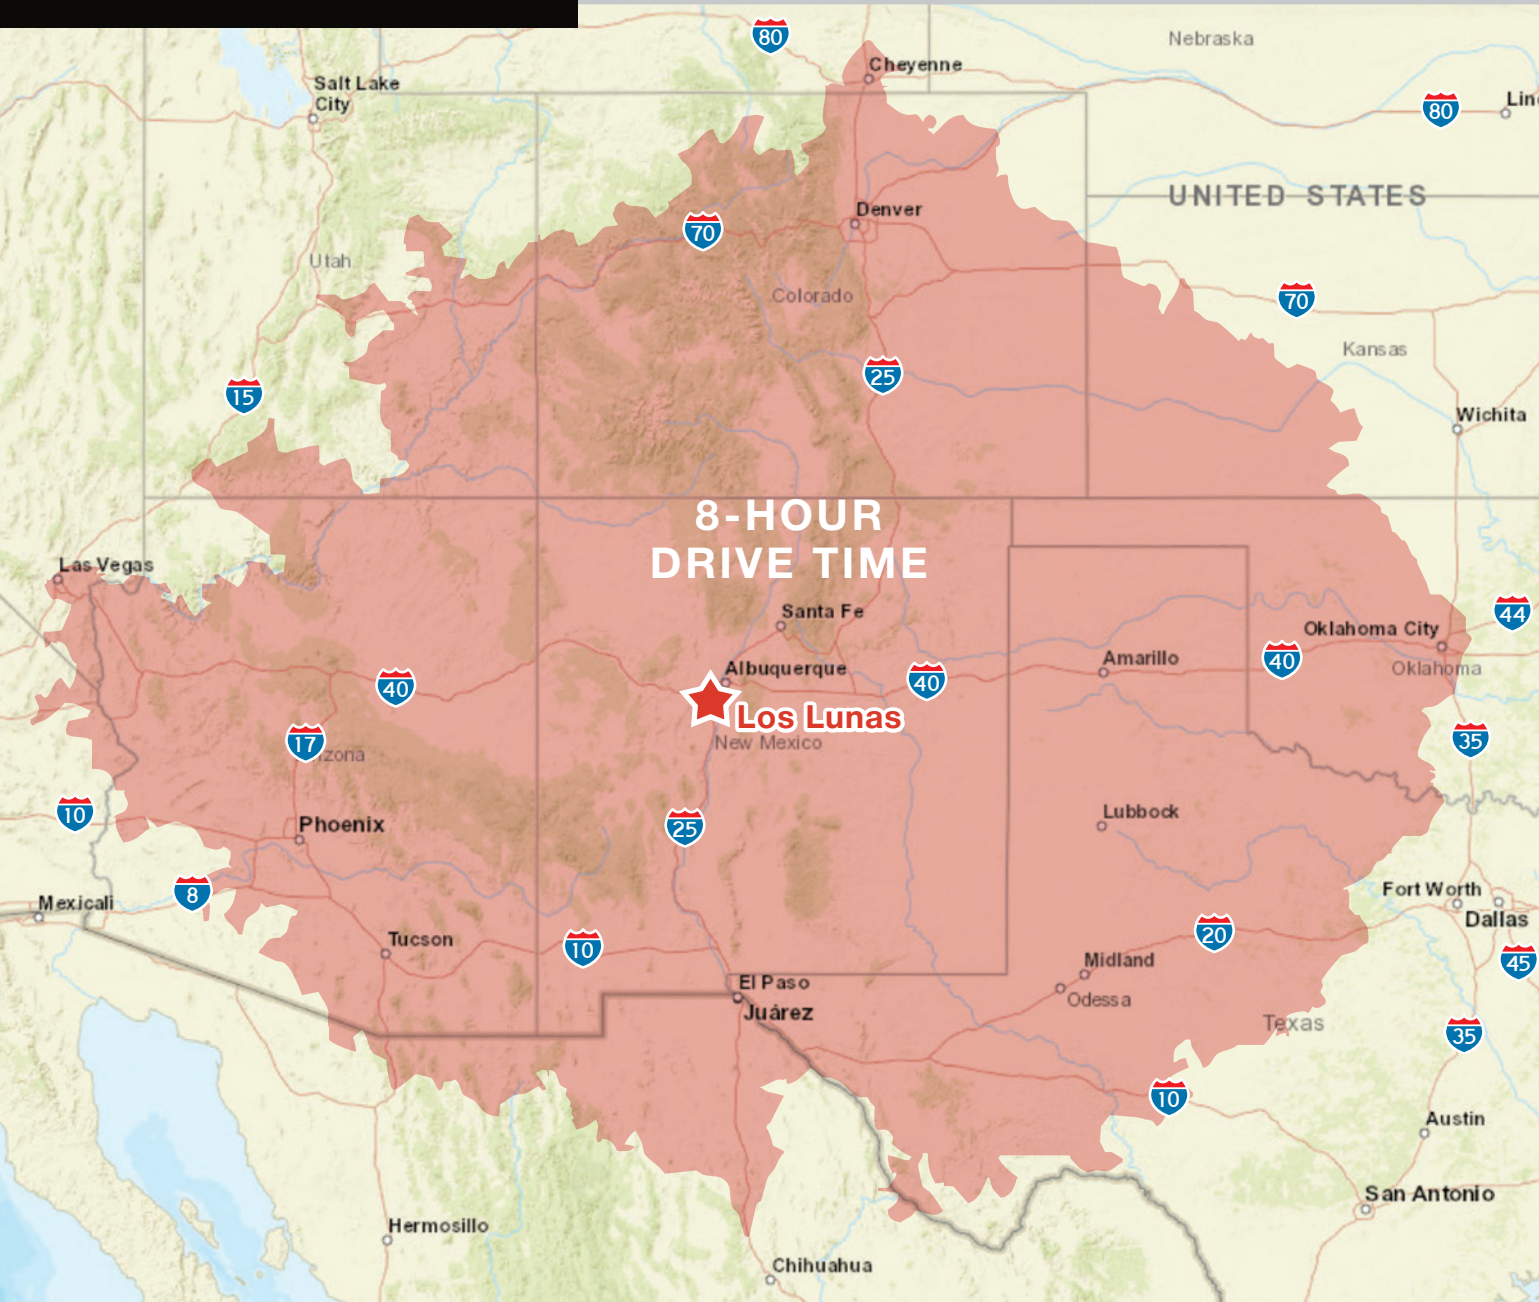 80
Nebraska
Cheyenne
Salt Lake
City
80
UNITED STATES
Denver
70
Utah
Colorado
70
Kansas
25
15
Wichita
8-HOUR
DRIVE TIME
Las Vegas
Santa Fe
44
Oklahoma City
Albuquerque
Amarillo
40
Oklahoma
40
40
Los Lunas
New Mexico
17
35
10
Phoenix
25
Lubbock
8
Mexicali
Fort Worth
Dallas
Tucson
10
20
Midland
45
El Paso
Odessa
Juárez
Texas
35
10
Austin
San Antonio
Hermosillo
Chihuahua